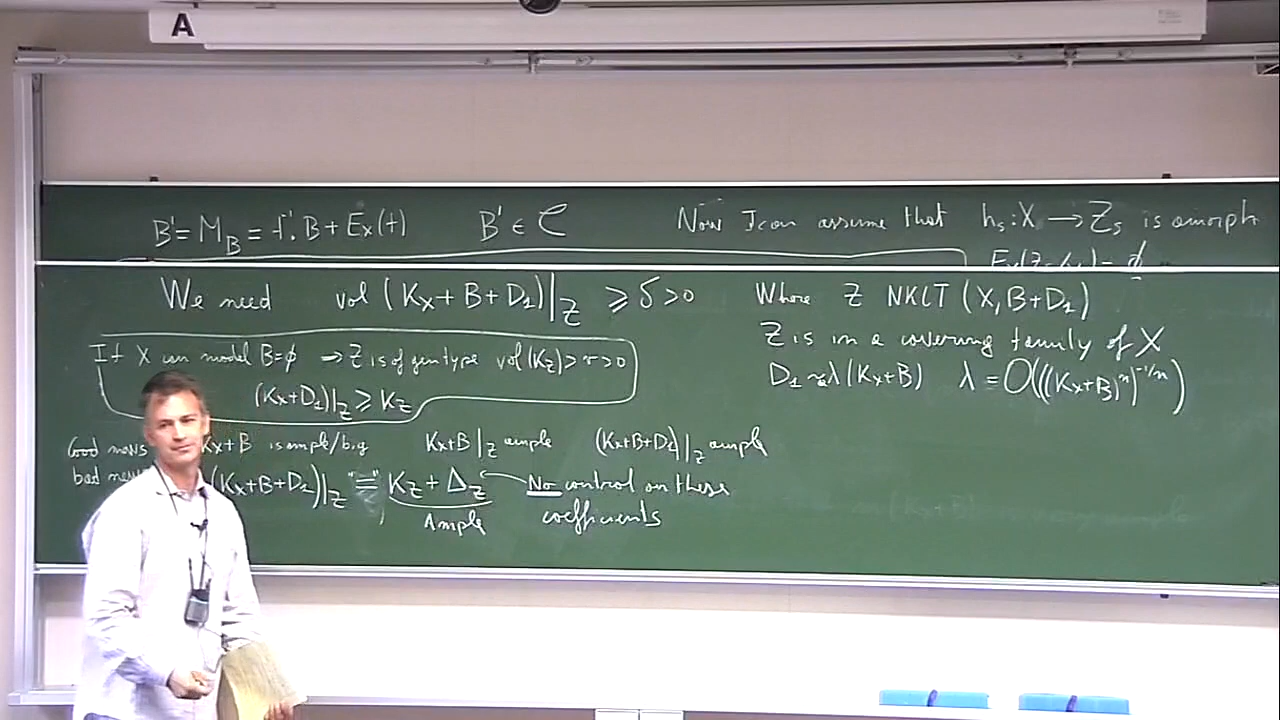 A
B' = M_B = f_*^{-1} B + Ex(f) B' ∈ C
Now I can assume that h_s : X → Z_s is a morph
We need vol (K_X + B + D_1)|_Z ≥ δ > 0
If X can model B = φ → Z is of gen type vol(K_Z) > r > 0
(K_X + D_1)|_Z ≥ K_Z
Good news K_X + B is ample/big K_X + B|_Z ample (K_X + B + D_1)|_Z ample
bad news (K_X + B + D_1)|_Z "=" K_Z + Δ_Z No control on these
Ample coefficients
Where Z NKLT (X, B + D_1)
Z is in a covering family of X
D_1 ~ λ(K_X + B) λ = O(((K_X + B)^n)^{-1/n})